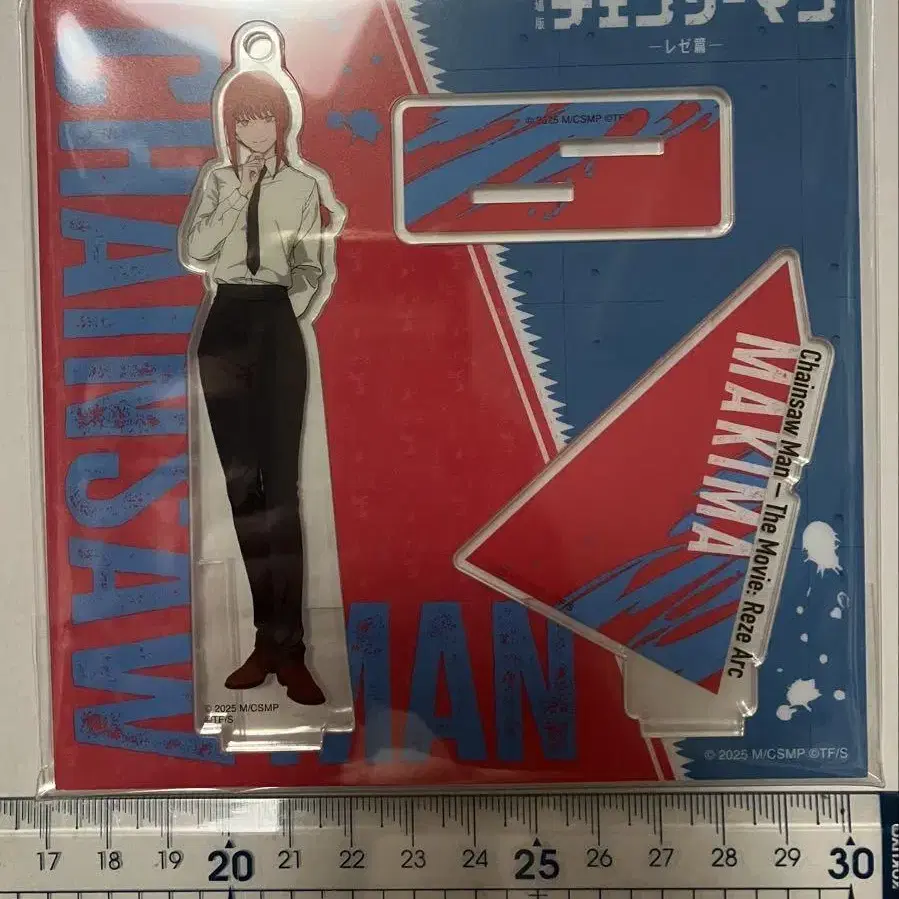 場版
チェンソーマン
—レゼ篇—
CHAINSAW
MAN
© 2025 M/CSMP ©TF/S
MAKIMA
Chainsaw Man – The Movie: Reze Arc
© 2025 M/CSMP
©TF/S
© 2025 M/CSMP ©TF/S
17 18 19 20 21 22 23 24 25 26 27 28 29 30